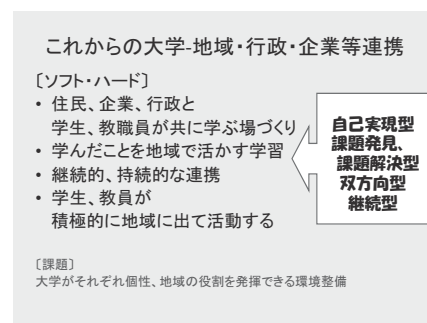 これからの大学-地域・行政・企業等連携
〔ソフト・ハード〕
• 住民、企業、行政と
学生、教職員が共に学ぶ場づくり
• 学んだことを地域で活かす学習
• 継続的、持続的な連携
• 学生、教員が
積極的に地域に出て活動する
自己実現型
課題発見、
課題解決型
双方向型
継続型
〔課題〕
大学がそれぞれ個性、地域の役割を発揮できる環境整備